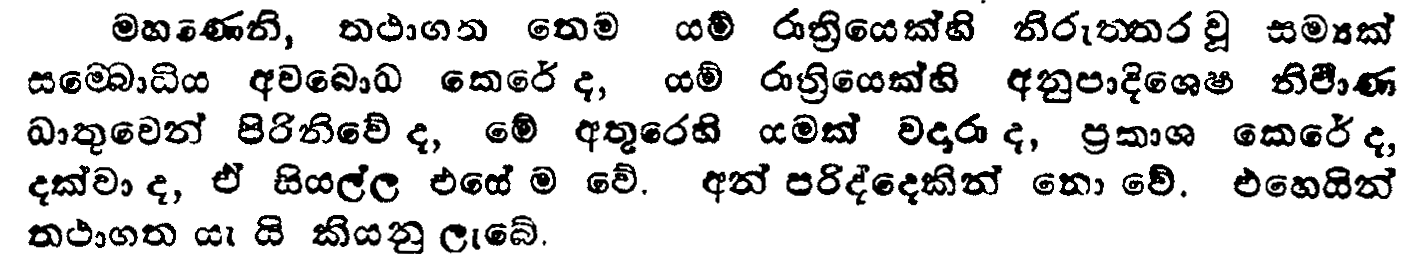 මහණෙනි, තථාගත තෙම යම් රාත්‍රියෙක්හි නිරුත්තර වූ සම්‍යක්
සම්බොධිය අවබොධ කෙරේ ද, යම් රාත්‍රියෙක්හි අනුපාදිශෙෂ නිර්‍වාණ
ධාතුවෙන් පිරිනිවේ ද, මේ අතුරෙහි යමක් වදාරා ද, ප්‍රකාශ කෙරේ ද,
දක්වා ද, ඒ සියල්ල එසේ ම වේ. අන් පරිද්දෙකින් නො වේ. එහෙයින්
තථාගත යැ යි කියනු ලැබේ.